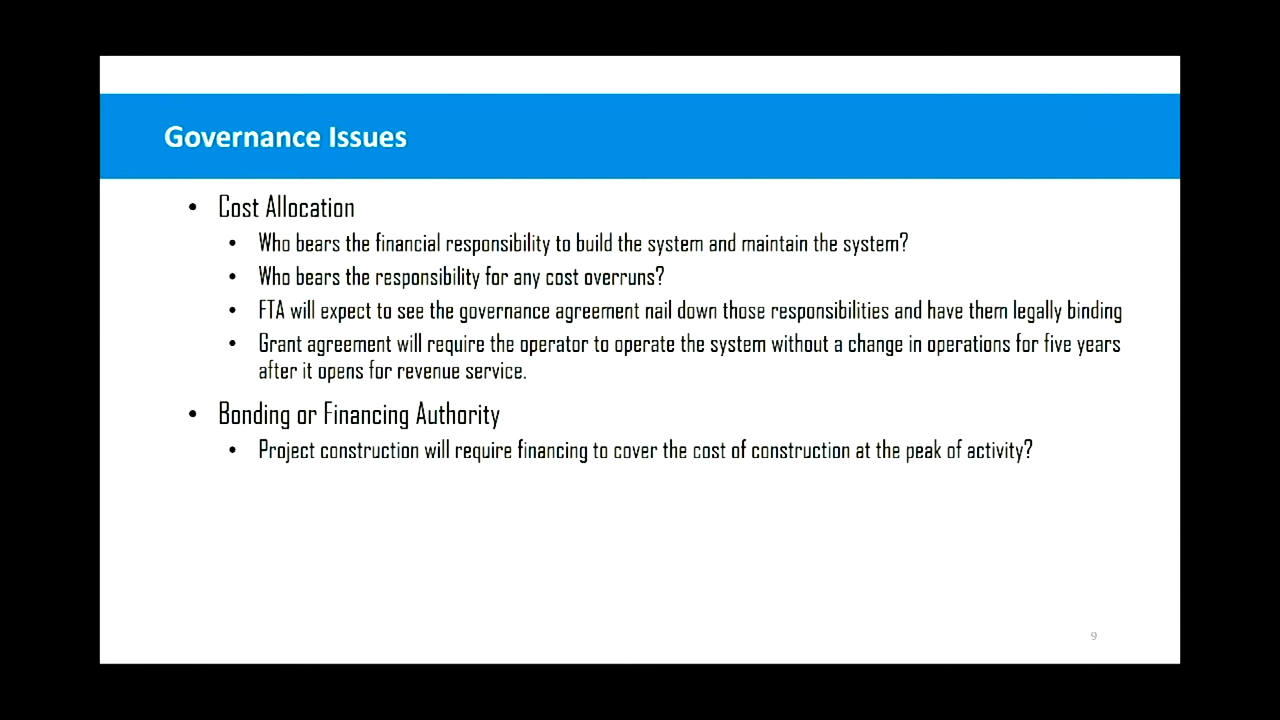 Governance Issues
• Cost Allocation
• Who bears the financial responsibility to build the system and maintain the system?
• Who bears the responsibility for any cost overruns?
• FTA will expect to see the governance agreement nail down those responsibilities and have them legally binding
• Grant agreement will require the operator to operate the system without a change in operations for five years
after it opens for revenue service.
• Bonding or Financing Authority
• Project construction will require financing to cover the cost of construction at the peak of activity?
9